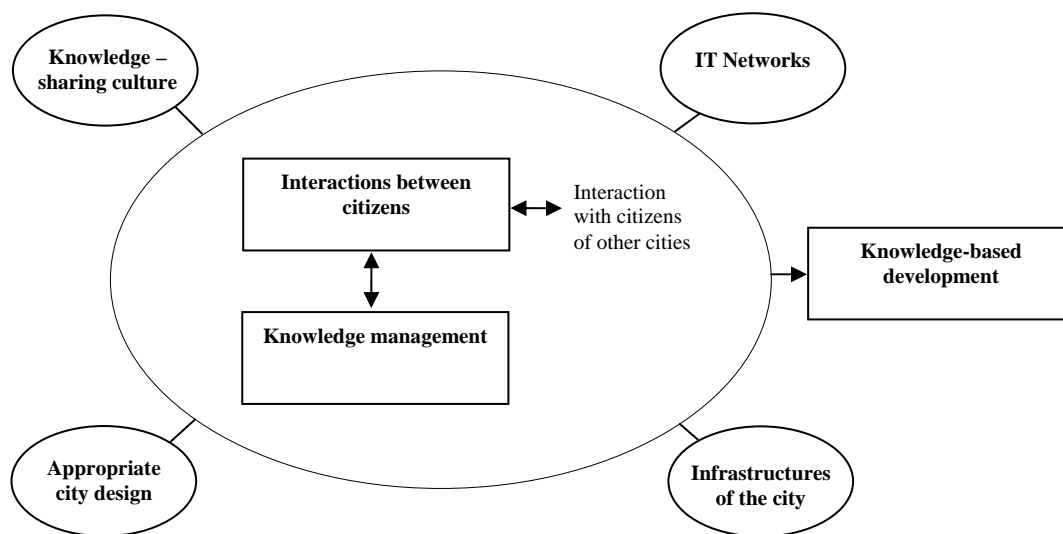 Knowledge –
sharing culture
IT Networks
Interactions between
citizens
Interaction
with citizens
of other cities
Knowledge-based
development
Knowledge management
Appropriate
city design
Infrastructures
of the city